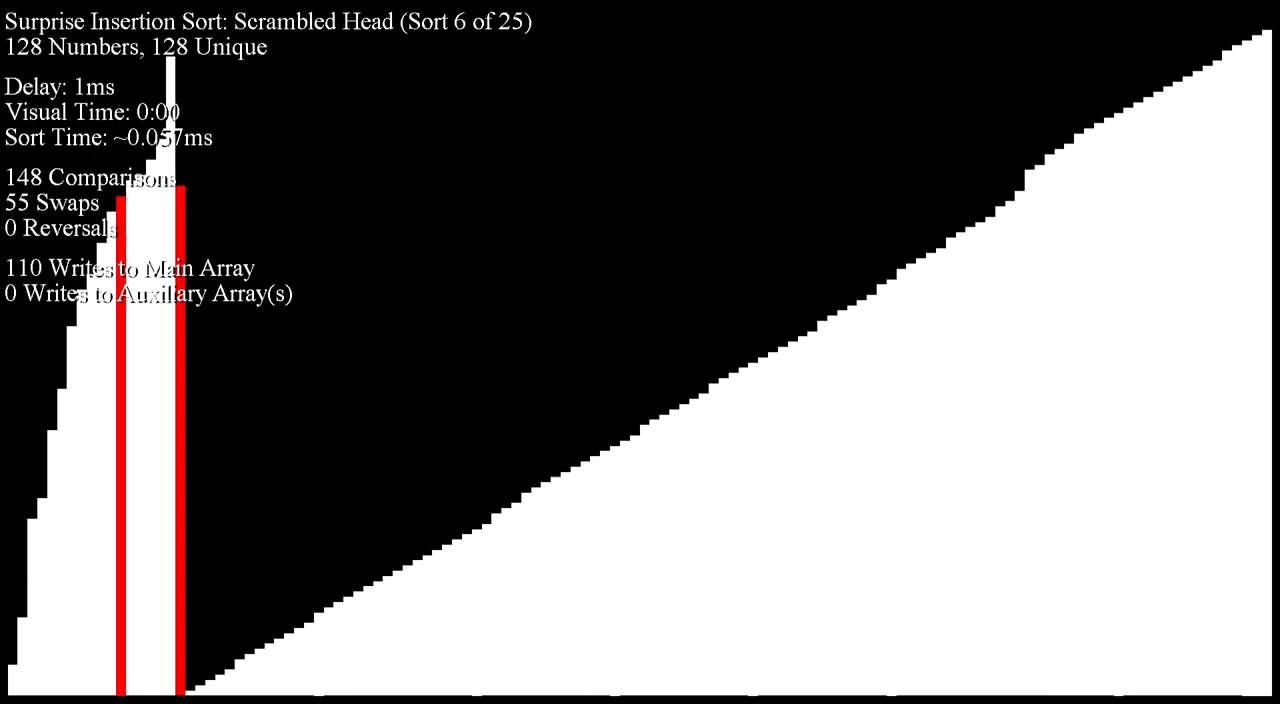 Surprise Insertion Sort: Scrambled Head (Sort 6 of 25)
128 Numbers, 128 Unique
Delay: 1ms
Visual Time: 0:00
Sort Time: ~0.057ms
148 Comparisons
55 Swaps
0 Reversals
110 Writes to Main Array
0 Writes to Auxiliary Array(s)